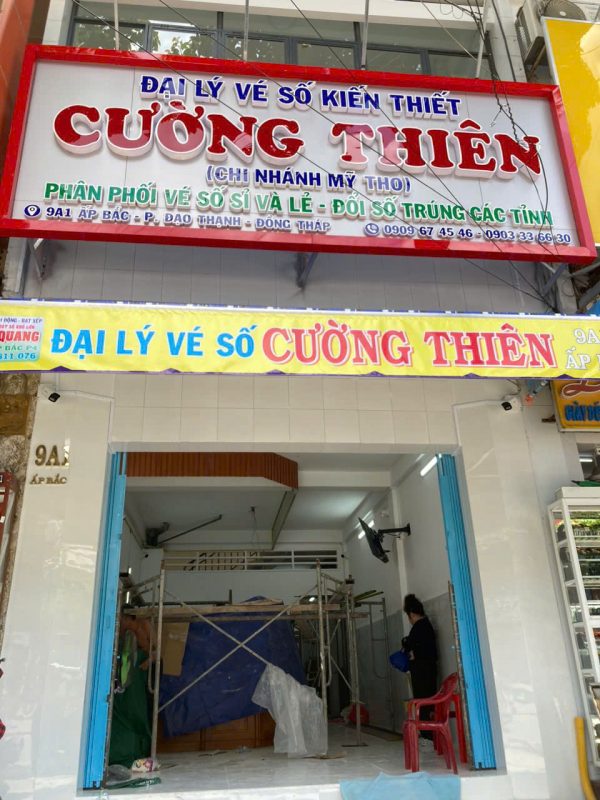 ĐẠI LÝ VÉ SỐ KIẾN THIẾT
CƯỜNG THIÊN
(CHI NHÁNH MỸ THO)
PHÂN PHỐI VÉ SỐ SỈ VÀ LẺ - ĐỔI SỐ TRÚNG CÁC TỈNH
9A1 ẤP BẮC - P. ĐẠO THẠNH - ĐỒNG THÁP 0909 67 45 46 - 0903 33 66 30
QUANG
ĐẠI LÝ VÉ SỐ CƯỜNG THIÊN
9A
ẤP
9A1
ẤP BẮC